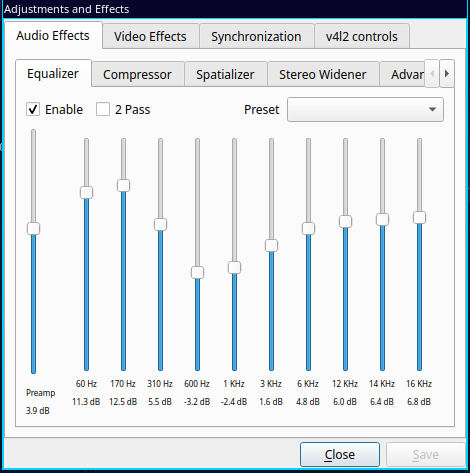 Adjustments and Effects
Audio Effects Video Effects Synchronization v4l2 controls
Equalizer Compressor Spatializer Stereo Widener Advar
Enable 2 Pass Preset
60 Hz 170 Hz 310 Hz 600 Hz 1 KHz 3 KHz 6 KHz 12 KHz 14 KHz 16 KHz
Preamp
11.3 dB 12.5 dB 5.5 dB -3.2 dB -2.4 dB 1.6 dB 4.8 dB 6.0 dB 6.4 dB 6.8 dB
3.9 dB
Close Save